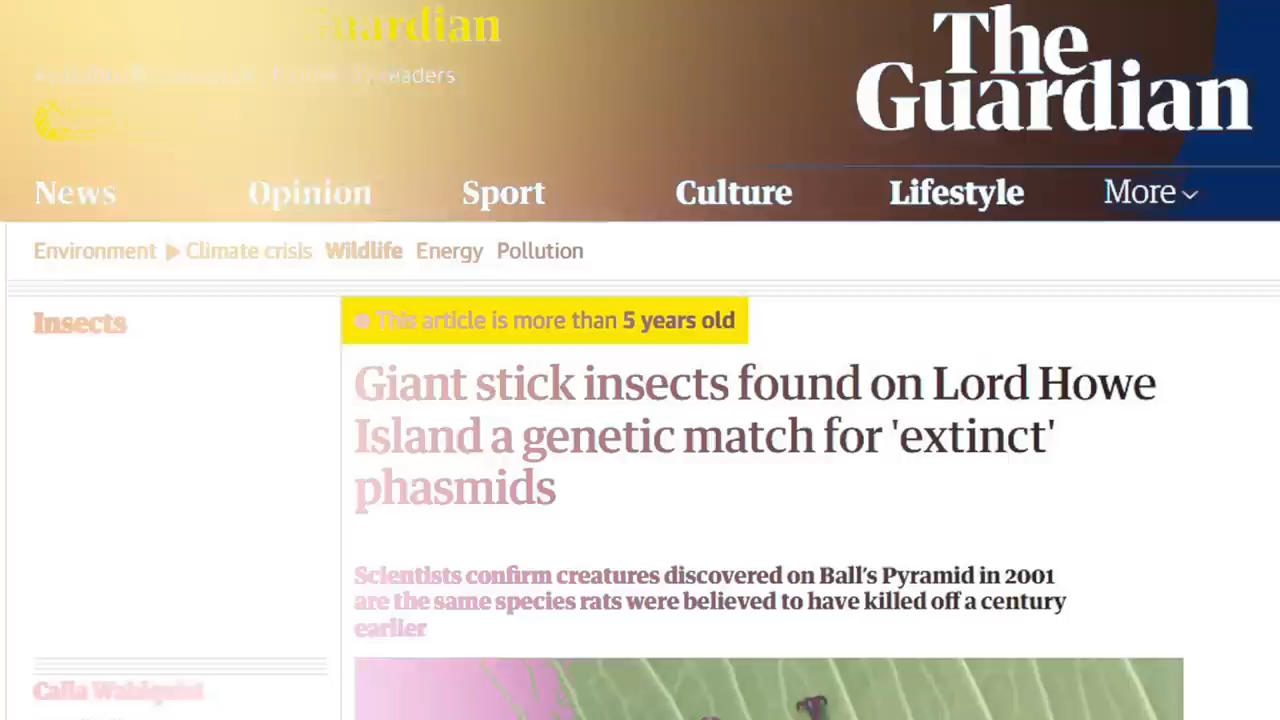 Guardian
readers
The
Guardian
News Opinion Sport Culture Lifestyle More
Environment Climate crisis Wildlife Energy Pollution
Insects
This article is more than 5 years old
Giant stick insects found on Lord Howe
Island a genetic match for 'extinct'
phasmids
Scientists confirm creatures discovered on Ball's Pyramid in 2001
are the same species rats were believed to have killed off a century
earlier
Calla Wahlquist